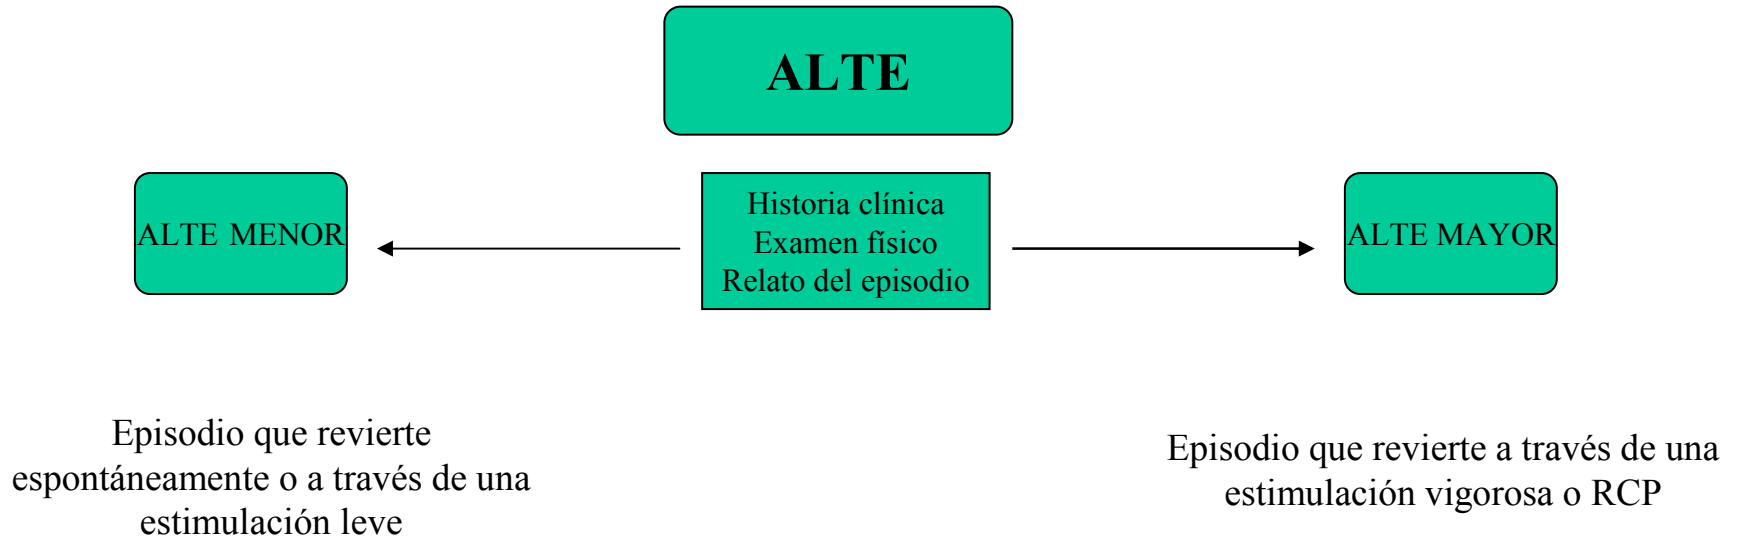 ALTE
ALTE MENOR
Historia clínica
Examen físico
Relato del episodio
ALTE MAYOR
Episodio que revierte
espontáneamente o a través de una
estimulación leve
Episodio que revierte a través de una
estimulación vigorosa o RCP